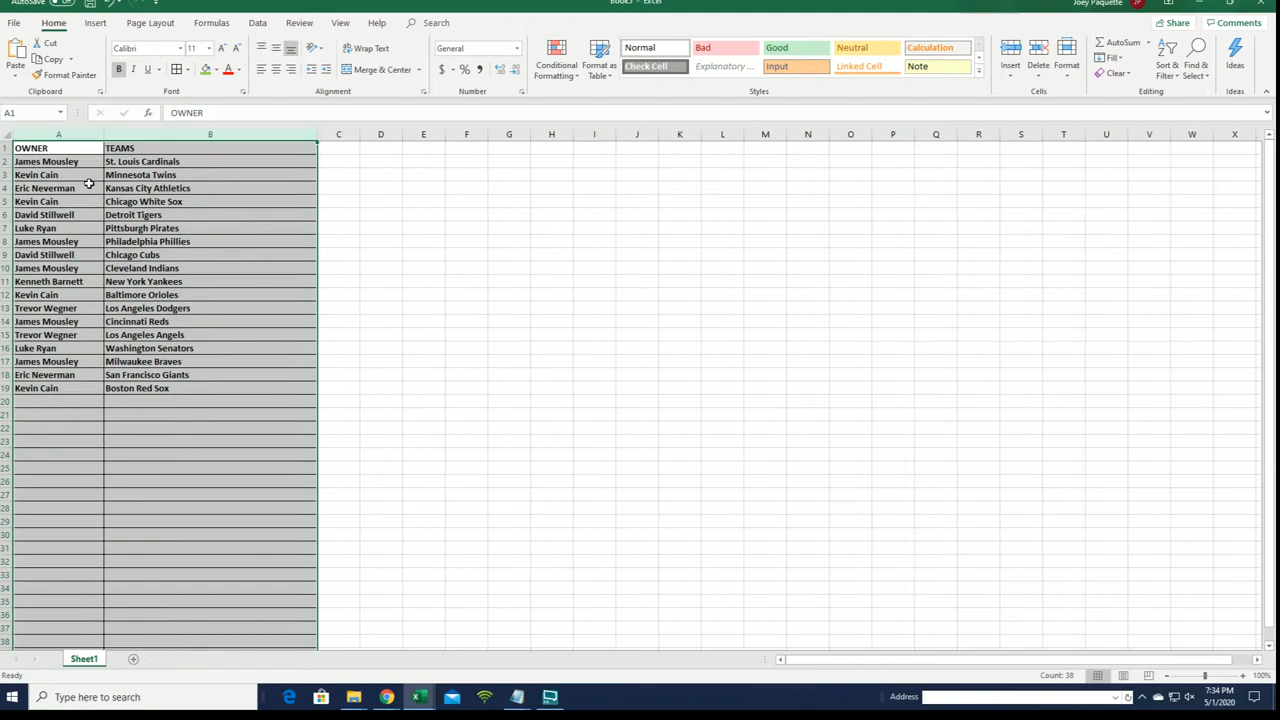 AutoSave
Book3 - Excel
Joey Paquette JP
File Home Insert Page Layout Formulas Data Review View Help Search
Share Comments
Paste Cut Copy Format Painter
Calibri 11 A A B I U A
Wrap Text Merge & Center
General $ % ,
Conditional Formatting Format as Table
Normal Bad Good Neutral Calculation
Check Cell Explanatory ... Input Linked Cell Note
Insert Delete Format
AutoSum Fill Clear
Sort & Filter Find & Select Ideas
Clipboard Font Alignment Number Styles Cells Editing Ideas
A1 fx OWNER
A B C D E F G H I J K L M N O P Q R S T U V W X
1 OWNER TEAMS
2 James Mousley St. Louis Cardinals
3 Kevin Cain Minnesota Twins
4 Eric Neverman Kansas City Athletics
5 Kevin Cain Chicago White Sox
6 David Stillwell Detroit Tigers
7 Luke Ryan Pittsburgh Pirates
8 James Mousley Philadelphia Phillies
9 David Stillwell Chicago Cubs
10 James Mousley Cleveland Indians
11 Kenneth Barnett New York Yankees
12 Kevin Cain Baltimore Orioles
13 Trevor Wegner Los Angeles Dodgers
14 James Mousley Cincinnati Reds
15 Trevor Wegner Los Angeles Angels
16 Luke Ryan Washington Senators
17 James Mousley Milwaukee Braves
18 Eric Neverman San Francisco Giants
19 Kevin Cain Boston Red Sox
20
21
22
23
24
25
26
27
28
29
30
31
32
33
34
35
36
37
38
Sheet1
Ready Count: 38 100%
Type here to search
Address
7:34 PM
5/1/2020